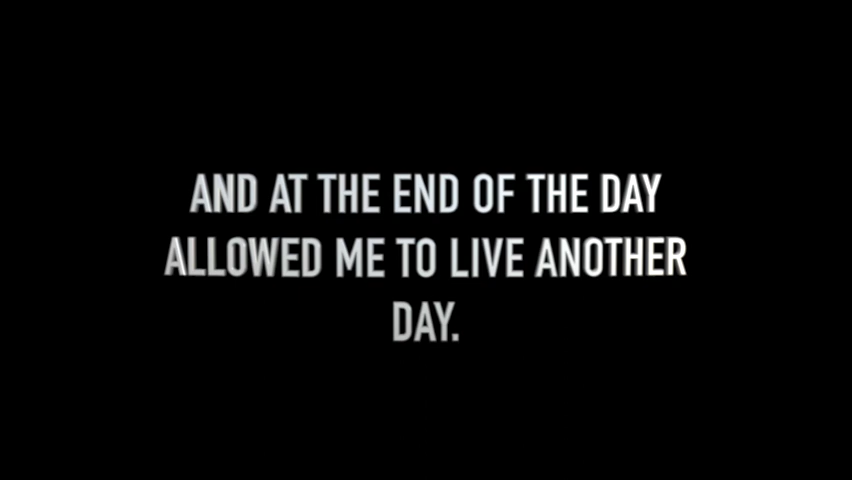 AND AT THE END OF THE DAY
ALLOWED ME TO LIVE ANOTHER
DAY.